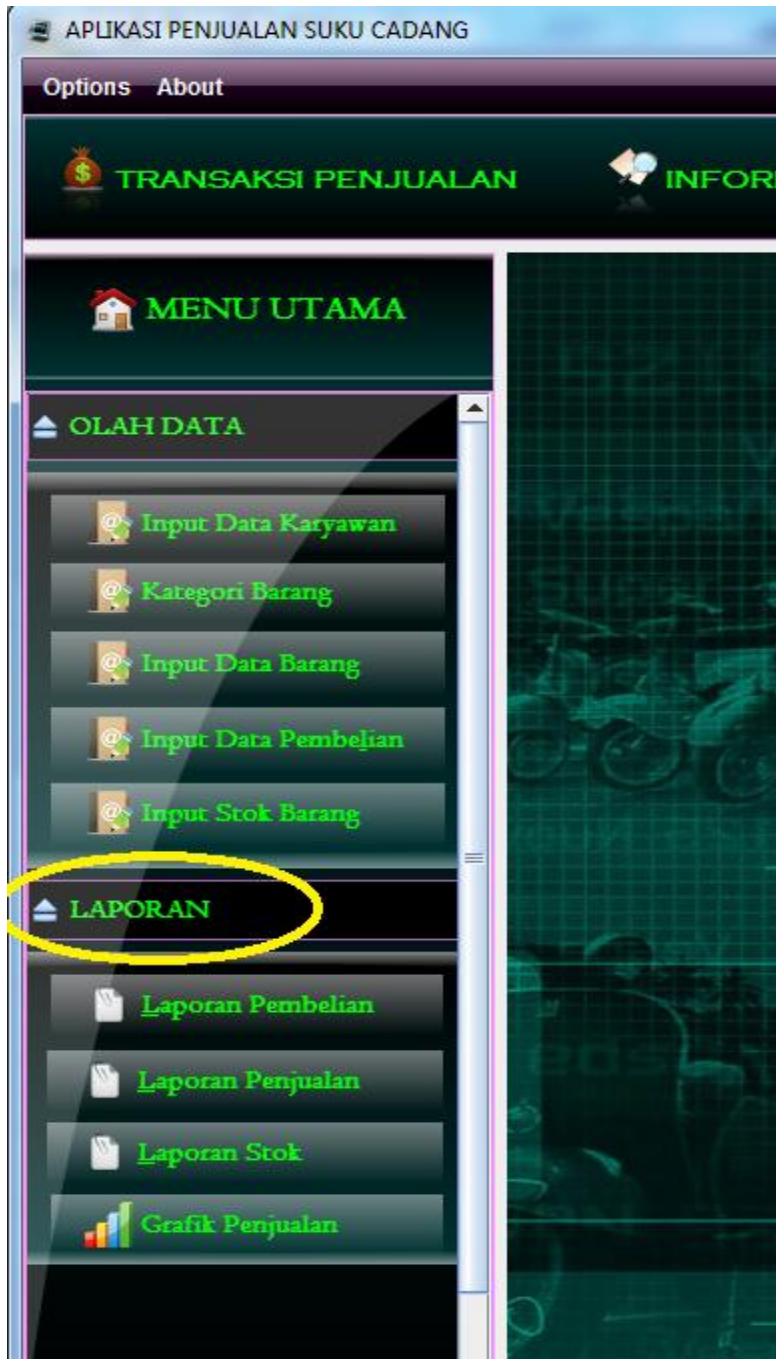 APLIKASI PENJUALAN SUKU CADANG
Options About
TRANSAKSI PENJUALAN INFOR
MENU UTAMA
OLAH DATA
Input Data Karyawan
Kategori Barang
Input Data Barang
Input Data Pembelian
Input Stok Barang
LAPORAN
Laporan Pembelian
Laporan Penjualan
Laporan Stok
Grafik Penjualan